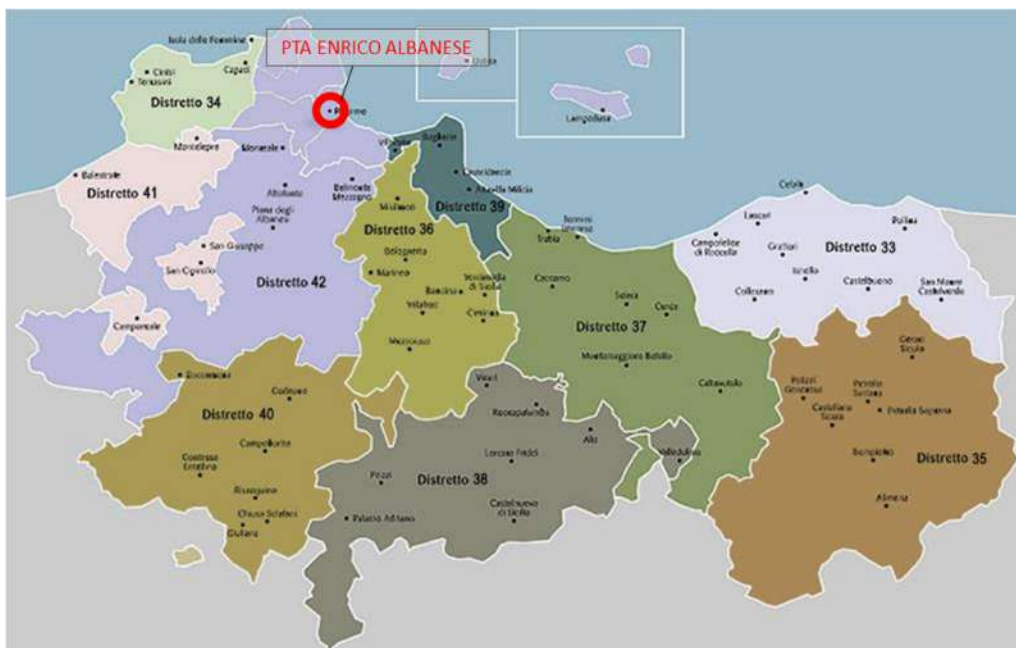 Isola delle Femmine
PTA ENRICO ALBANESE
Ustica
Cinisi
Capaci
Terrasini
Distretto 34
Palermo
Lampedusa
Montelepre
Monreale
Villabate
Bagheria
Balestrate
Distretto 41
Altofonte
Belmonte
Mezzagno
Casteldaccia
Altavilla Milicia
Cefalù
Misilmeri
Distretto 39
Piana degli
Albanesi
Distretto 36
Termini
Imerese
Trabia
Lascari
Pollina
Campofelice
di Roccella
Gratteri
Distretto 33
San Giuseppe
San Cipirello
Bolognetta
Marineo
Distretto 42
Ventimiglia
di Sicilia
Baucina
Caccamo
Isnello
Castelbuono
San Mauro
Castelverde
Collesano
Sciara
Cerda
Villafrati
Ciminna
Camporeale
Distretto 37
Mezzojuso
Montemaggiore Belsito
Geraci
Siculo
Roccamena
Vicari
Caltavuturo
Polizzi
Generosa
Petralia
Sottana
Corleone
Roccapalumba
Petralia Soprana
Castellana
Sicula
Distretto 40
Alia
Campofiorito
Contessa
Entellina
Lercara Friddi
Valledolmo
Bompietro
Distretto 35
Prizzi
Distretto 38
Bisacquino
Castelnuovo
di Sicilia
Alimena
Chiusa Sclafani
Giuliana
Palazzo Adriano